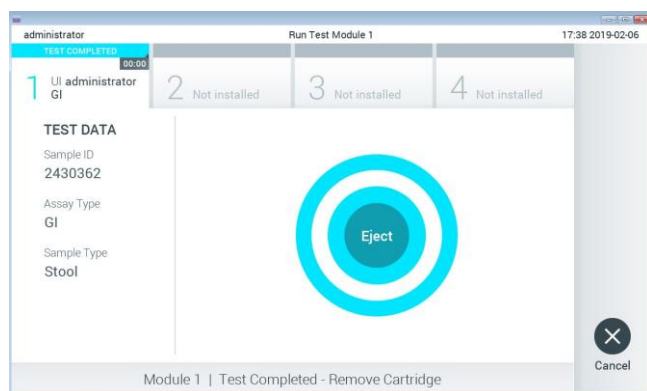 administrator Run Test Module 1 17:38 2019-02-06
TEST COMPLETED
00:00
1 UI administrator
GI
2 Not installed
3 Not installed
4 Not installed
TEST DATA
Sample ID
2430362
Assay Type
GI
Sample Type
Stool
Eject
Cancel
Module 1 | Test Completed - Remove Cartridge